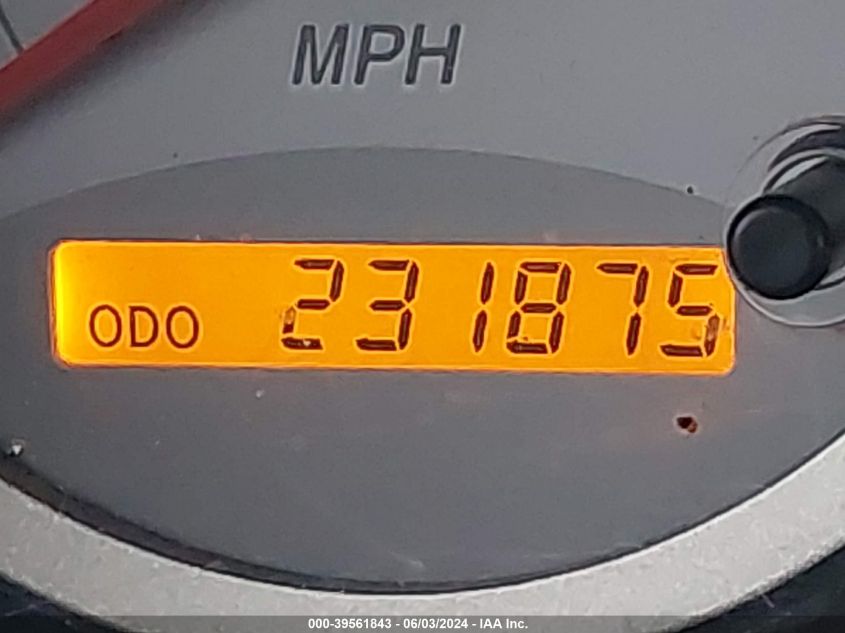 MPH
ODO 231875
000-39561843 - 06/03/2024 - IAA Inc.